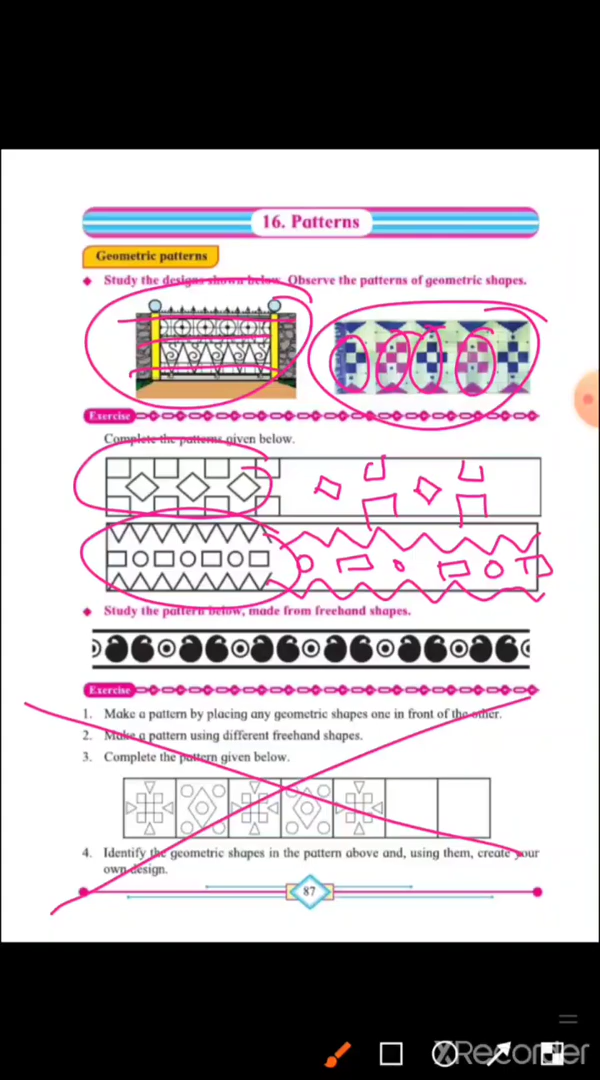 16. Patterns
Geometric patterns
Study the designs shown below. Observe the patterns of geometric shapes.
Exercise
Complete the patterns given below.
Study the pattern below, made from freehand shapes.
Exercise
1. Make a pattern by placing any geometric shapes one in front of the other.
2. Make a pattern using different freehand shapes.
3. Complete the pattern given below.
4. Identify the geometric shapes in the pattern above and, using them, create your
own design.
87
XRecorder